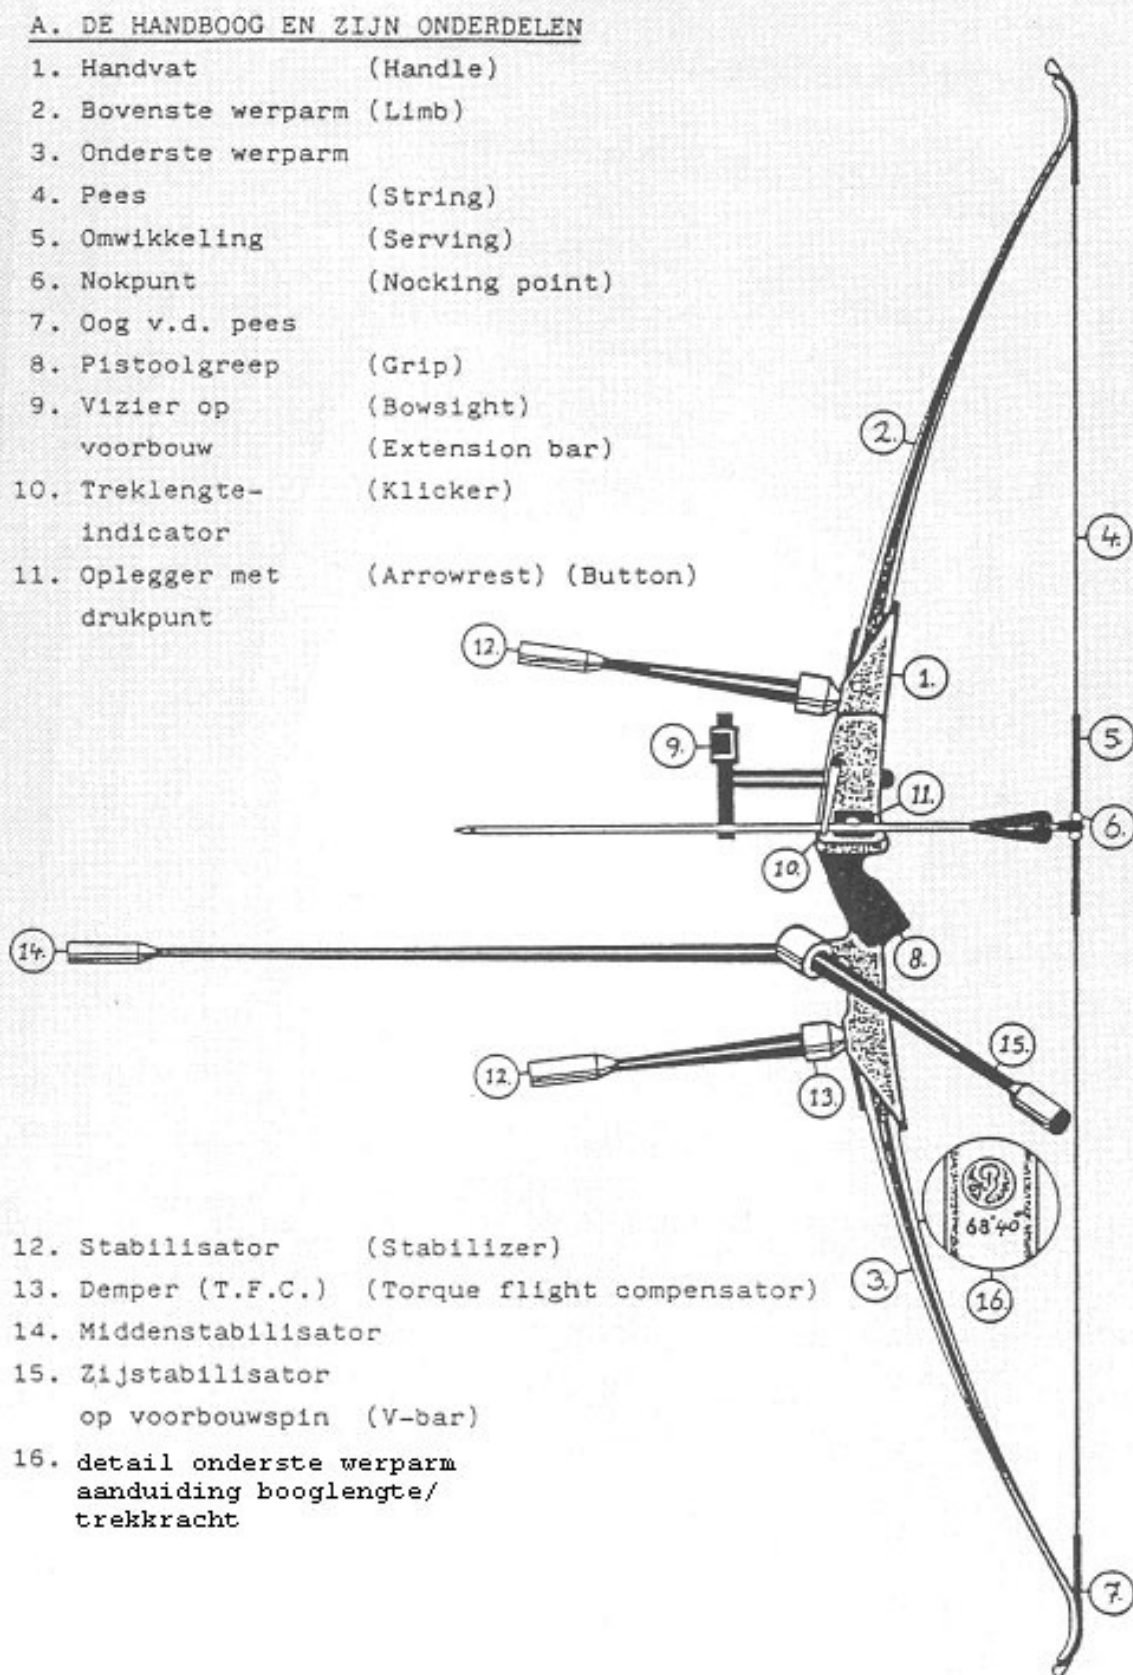 A. DE HANDBOOG EN ZIJN ONDERDELEN
1. Handvat (Handle)
2. Bovenste werparm (Limb)
3. Onderste werparm
4. Pees (String)
5. Omwikkeling (Serving)
6. Nokpunt (Nocking point)
7. Oog v.d. pees
8. Pistoolgreep (Grip)
9. Vizier op (Bowsight)
voorbouw (Extension bar)
10. Treklengte- (Klicker)
indicator
11. Oplegger met (Arrowrest) (Button)
drukpunt
2.
4.
12.
1.
9.
5.
11.
6.
10.
14.
8.
15.
12.
13.
68"40#
3.
16.
12. Stabilisator (Stabilizer)
13. Demper (T.F.C.) (Torque flight compensator)
14. Middenstabilisator
15. Zijstabilisator
op voorbouwspin (V-bar)
16. detail onderste werparm
aanduiding booglengte/
trekkracht
7.